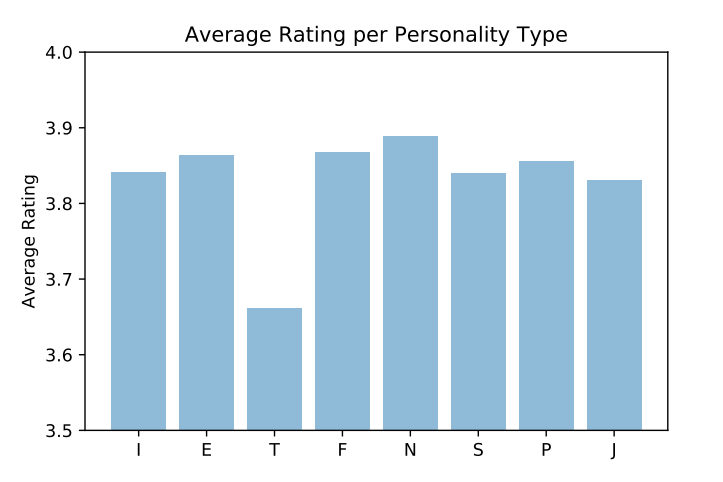 Average Rating per Personality Type
Average Rating
4.0
3.9
3.8
3.7
3.6
3.5
I E T F N S P J